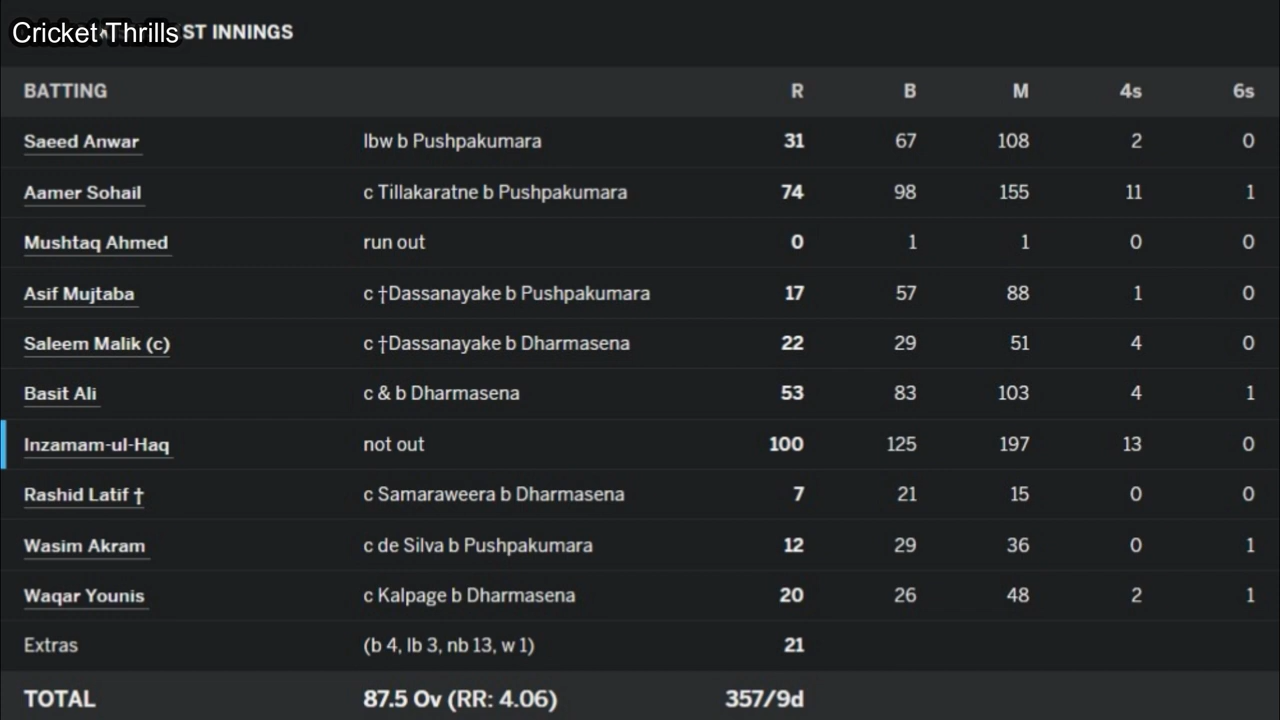 Cricket Thrills ST INNINGS
BATTING R B M 4s 6s
Saeed Anwar lbw b Pushpakumara 31 67 108 2 0
Aamer Sohail c Tillakaratne b Pushpakumara 74 98 155 11 1
Mushtaq Ahmed run out 0 1 1 0 0
Asif Mujtaba c †Dassanayake b Pushpakumara 17 57 88 1 0
Saleem Malik (c) c †Dassanayake b Dharmasena 22 29 51 4 0
Basit Ali c & b Dharmasena 53 83 103 4 1
Inzamam-ul-Haq not out 100 125 197 13 0
Rashid Latif † c Samaraweera b Dharmasena 7 21 15 0 0
Wasim Akram c de Silva b Pushpakumara 12 29 36 0 1
Waqar Younis c Kalpage b Dharmasena 20 26 48 2 1
Extras (b 4, lb 3, nb 13, w 1) 21
TOTAL 87.5 Ov (RR: 4.06) 357/9d